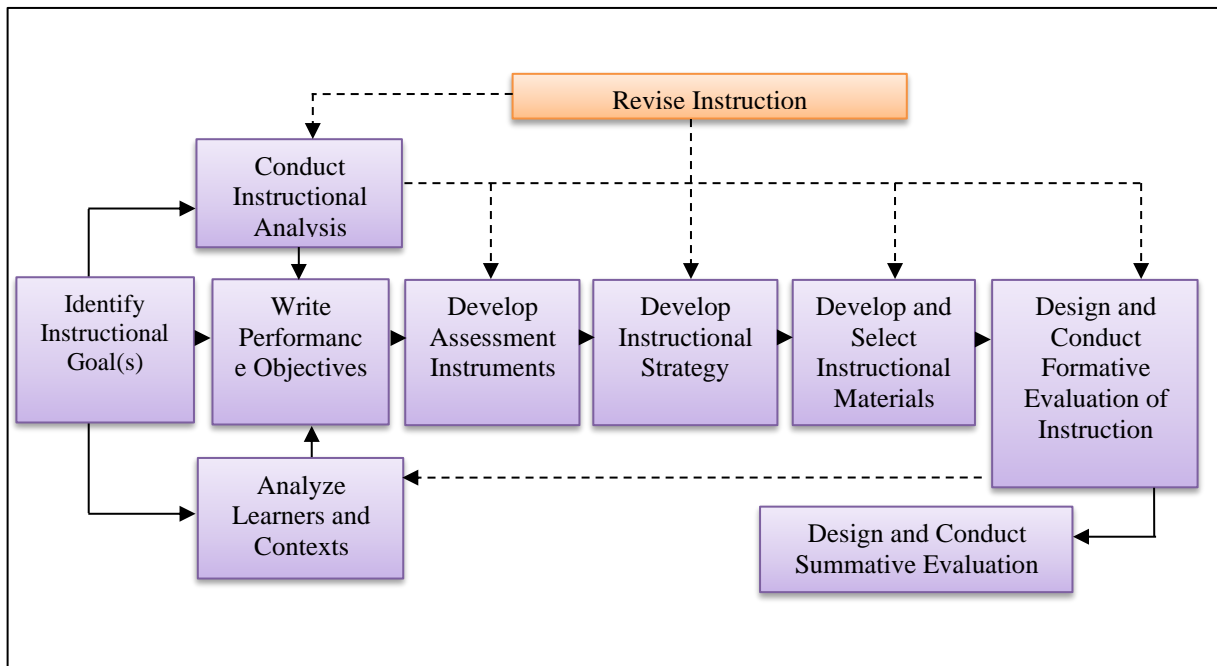 Revise Instruction
Conduct
Instructional
Analysis
Identify
Instructional
Goal(s)
Write
Performanc
e Objectives
Develop
Assessment
Instruments
Develop
Instructional
Strategy
Develop and
Select
Instructional
Materials
Design and
Conduct
Formative
Evaluation of
Instruction
Analyze
Learners and
Contexts
Design and Conduct
Summative Evaluation